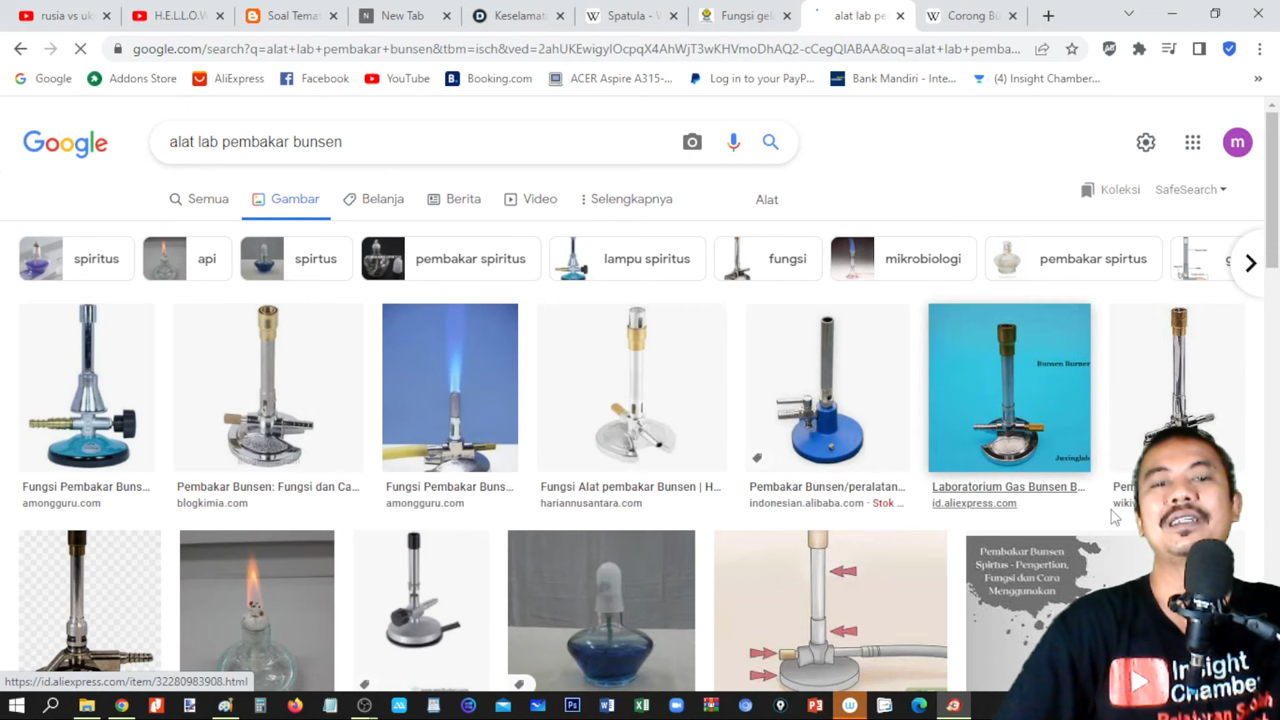 rusia vs uk
H.E.L.L.O.W
Soal Temat
New Tab
Keselamat
Spatula - W
Fungsi gel
alat lab pe
Corong Bu
google.com/search?q=alat+lab+pembakar+bunsen&tbm=isch&ved=2ahUKEwigyIOcpqX4AhWjT3wKHVmoDhAQ2-cCegQIABAA&oq=alat+lab+pemba...
Google
Addons Store
AliExpress
Facebook
YouTube
Booking.com
ACER Aspire A315-...
Log in to your PayP...
Bank Mandiri - Inte...
(4) Insight Chamber...
Google
alat lab pembakar bunsen
m
Semua
Gambar
Belanja
Berita
Video
Selengkapnya
Alat
Koleksi
SafeSearch
spiritus
api
spirtus
pembakar spiritus
lampu spiritus
fungsi
mikrobiologi
pembakar spirtus
g
Bunsen Burner
Juxinglab
Fungsi Pembakar Buns...
amongguru.com
Pembakar Bunsen: Fungsi dan Ca...
blogkimia.com
Fungsi Pembakar Buns...
amongguru.com
Fungsi Alat pembakar Bunsen | H...
hariannusantara.com
Pembakar Bunsen/peralatan...
indonesian.alibaba.com · Stok ...
Laboratorium Gas Bunsen B...
id.aliexpress.com
Pem
wiki
Pembakar Bunsen
Spirtus - Pengertian,
Fungsi dan Cara
Menggunakan
Insight
Chamber
https://id.aliexpress.com/item/32280983908.html